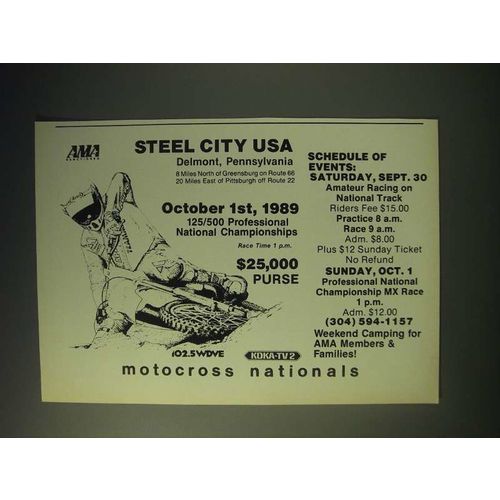 AMA
STEEL CITY USA
Delmont, Pennsylvania
8 Miles North of Greensburg on Route 66
20 Miles East of Pittsburgh off Route 22
October 1st, 1989
125/500 Professional
National Championships
Race Time 1 p.m.
$25,000
PURSE
SCHEDULE OF
EVENTS:
SATURDAY, SEPT. 30
Amateur Racing on
National Track
Riders Fee $15.00
Practice 8 a.m.
Race 9 a.m.
Adm. $8.00
Plus $12 Sunday Ticket
No Refund
SUNDAY, OCT. 1
Professional National
Championship MX Race
1 p.m.
Adm. $12.00
(304) 594-1157
Weekend Camping for
AMA Members &
Families!
102.5 WDVE
KDKA-TV 2
motocross nationals